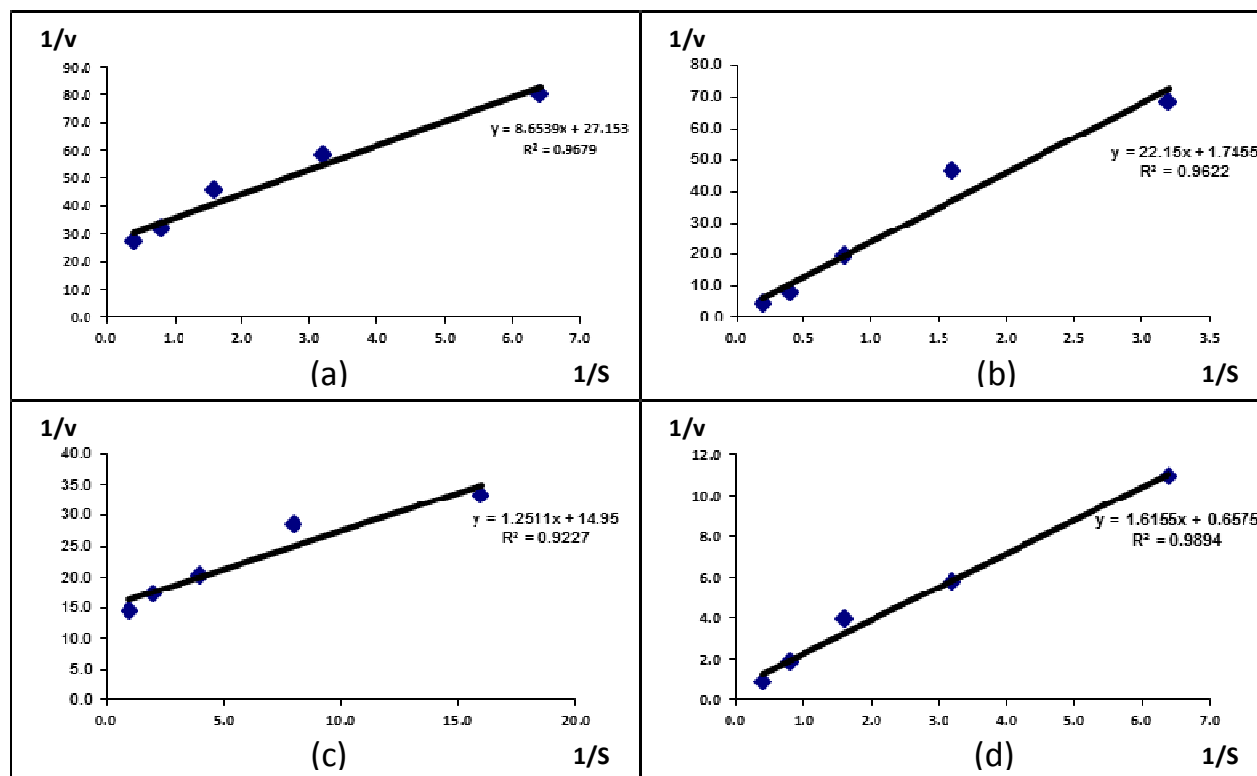 1/v
90.0
80.0
70.0
60.0
50.0
40.0
30.0
20.0
10.0
0.0
y = 8.6539x + 27.153
R² = 0.9679
0.0 1.0 2.0 3.0 4.0 5.0 6.0 7.0
(a)
1/S
1/v
80.0
70.0
60.0
50.0
40.0
30.0
20.0
10.0
0.0
y = 22.15x + 1.7455
R² = 0.9622
0.0 0.5 1.0 1.5 2.0 2.5 3.0 3.5
(b)
1/S
1/v
40.0
35.0
30.0
25.0
20.0
15.0
10.0
5.0
0.0
y = 1.2511x + 14.95
R² = 0.9227
0.0 5.0 10.0 15.0 20.0
(c)
1/S
1/v
12.0
10.0
8.0
6.0
4.0
2.0
0.0
y = 1.6155x + 0.6575
R² = 0.9894
0.0 1.0 2.0 3.0 4.0 5.0 6.0 7.0
(d)
1/S